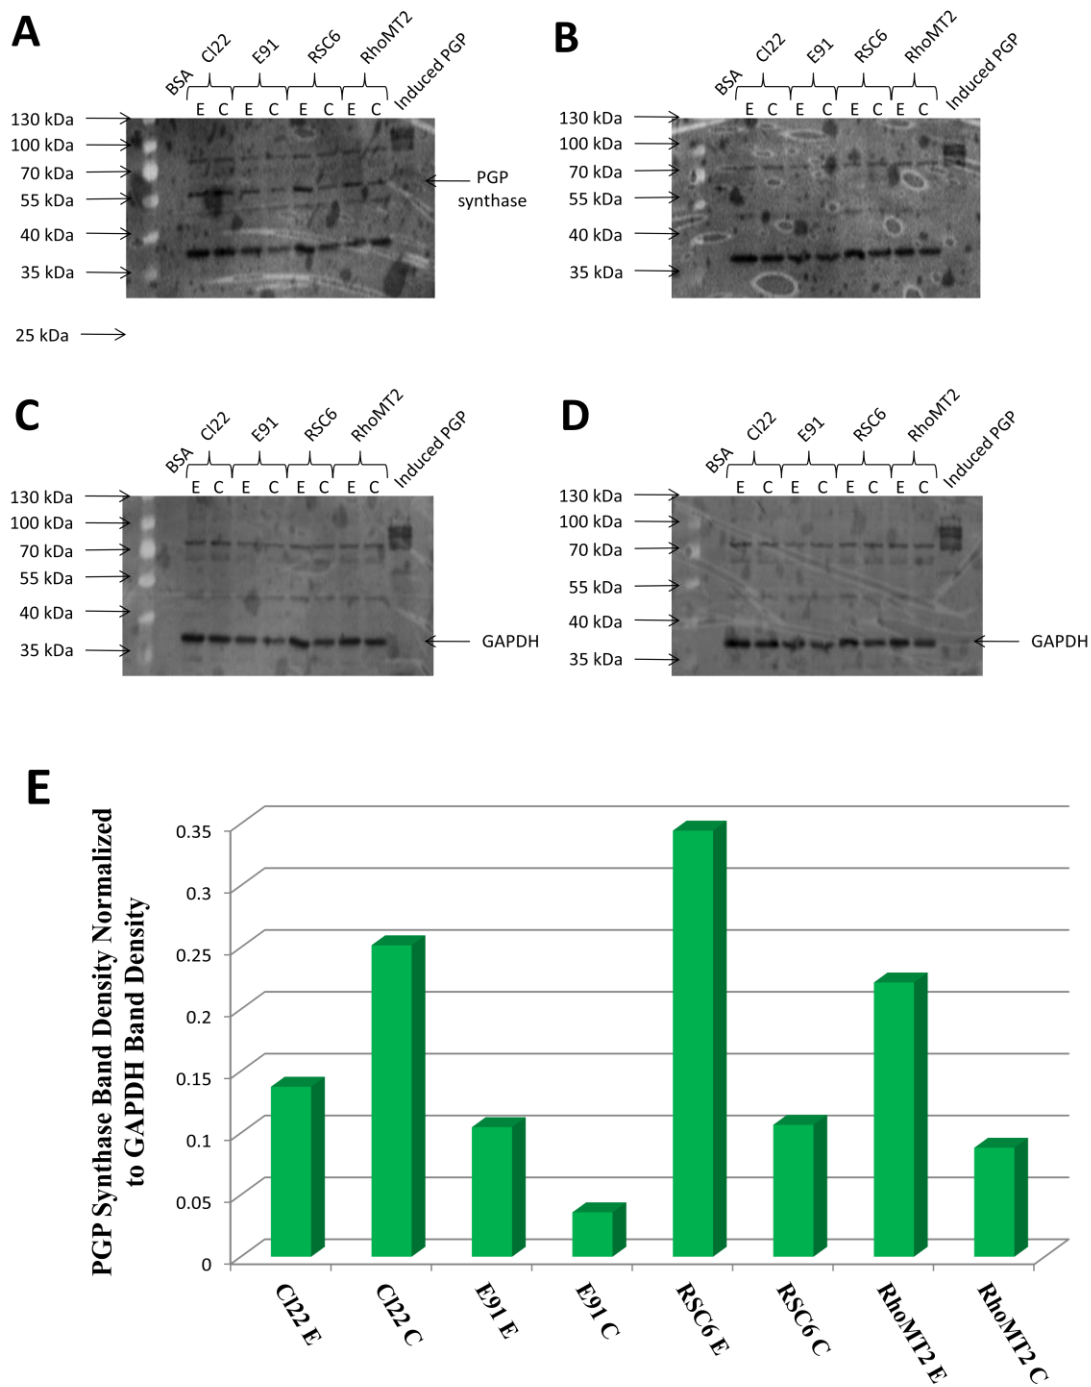 A
BSA Cl22 E91 RSC6 RhoMT2 Induced PGP
E C E C E C E C
130 kDa
100 kDa
70 kDa
55 kDa
40 kDa
35 kDa
25 kDa
PGP
synthase
B
BSA Cl22 E91 RSC6 RhoMT2 Induced PGP
E C E C E C E C
130 kDa
100 kDa
70 kDa
55 kDa
40 kDa
35 kDa
C
BSA Cl22 E91 RSC6 RhoMT2 Induced PGP
E C E C E C E C
130 kDa
100 kDa
70 kDa
55 kDa
40 kDa
35 kDa
GAPDH
D
BSA Cl22 E91 RSC6 RhoMT2 Induced PGP
E C E C E C E C
130 kDa
100 kDa
70 kDa
55 kDa
40 kDa
35 kDa
GAPDH
E
PGP Synthase Band Density Normalized
to GAPDH Band Density
0.35
0.3
0.25
0.2
0.15
0.1
0.05
0
Cl22 E
Cl22 C
E91 E
E91 C
RSC6 E
RSC6 C
RhoMT2 E
RhoMT2 C